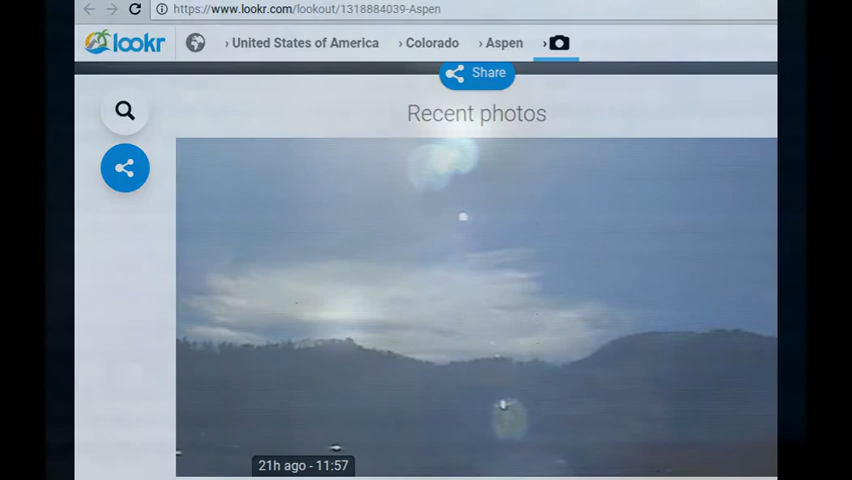 https://www.lookr.com/lookout/1318884039-Aspen
lookr › United States of America › Colorado › Aspen ›
Share
Recent photos
21h ago - 11:57